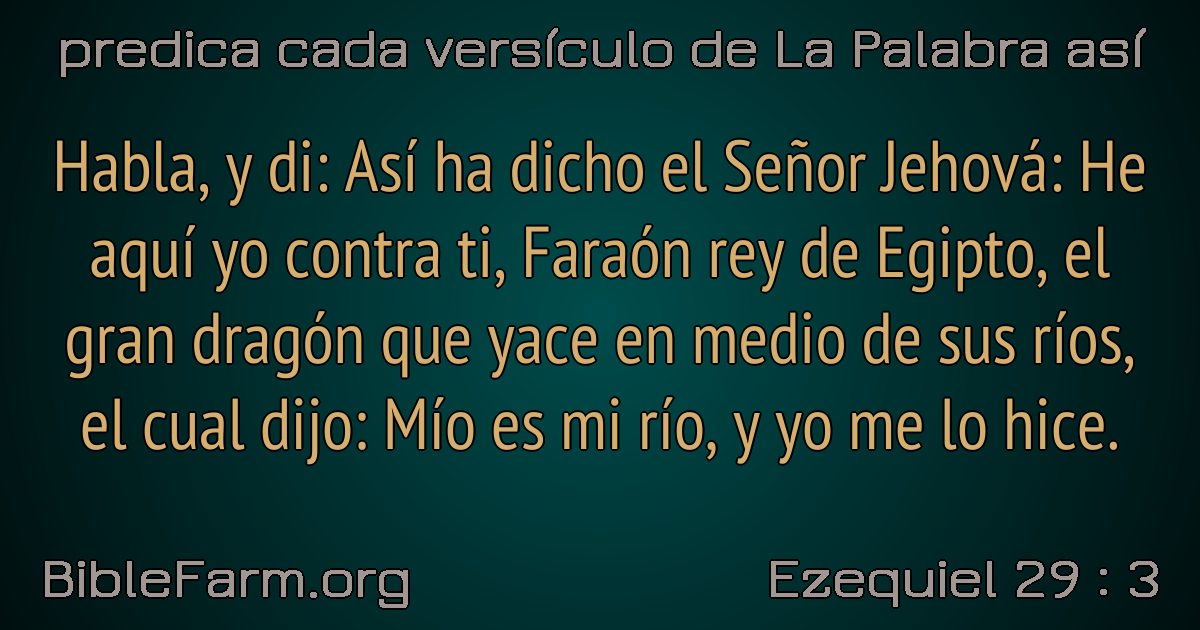 predica cada versículo de La Palabra así
Habla, y di: Así ha dicho el Señor Jehová: He
aquí yo contra ti, Faraón rey de Egipto, el
gran dragón que yace en medio de sus ríos,
el cual dijo: Mío es mi río, y yo me lo hice.
BibleFarm.org
Ezequiel 29 : 3